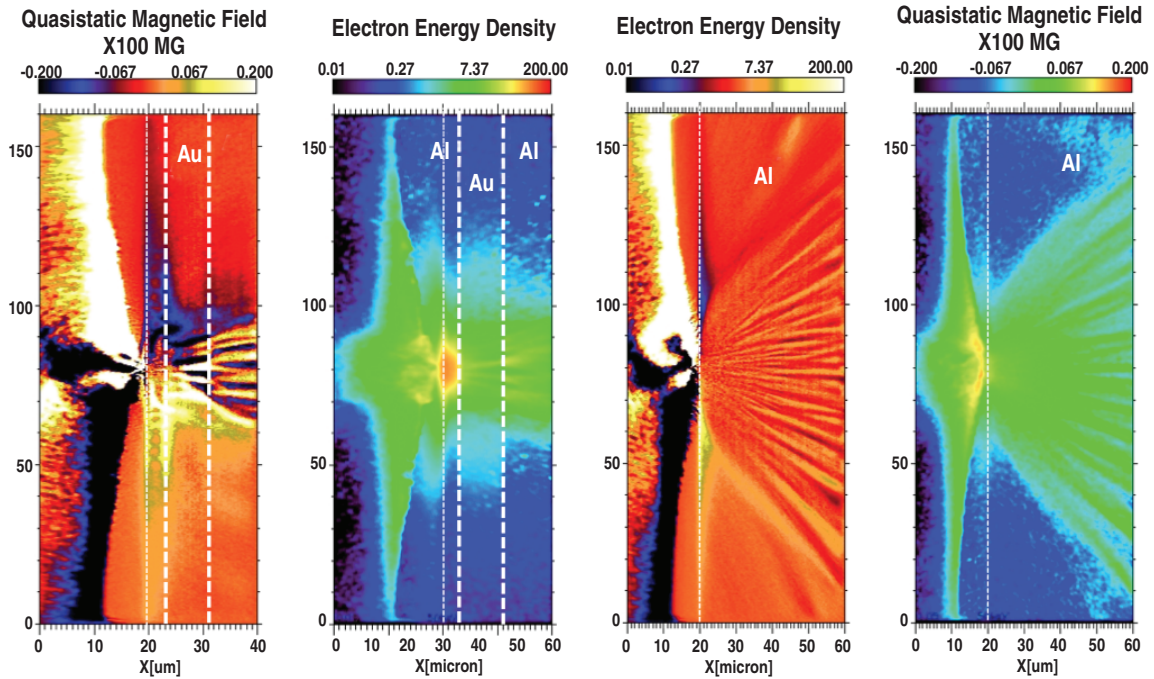 Quasistatic Magnetic Field
X100 MG
-0.200 -0.067 0.067 0.200
Au
150
100
50
0
0 10 20 30 40
X[um]
Electron Energy Density
0.01 0.27 7.37 200.00
Al Au Al
150
100
50
0
0 10 20 30 40 50 60
X[micron]
Electron Energy Density
0.01 0.27 7.37 200.00
Al
150
100
50
0
0 10 20 30 40 50 60
X[micron]
Quasistatic Magnetic Field
X100 MG
-0.200 -0.067 0.067 0.200
Al
150
100
50
0
0 10 20 30 40 50 60
X[um]